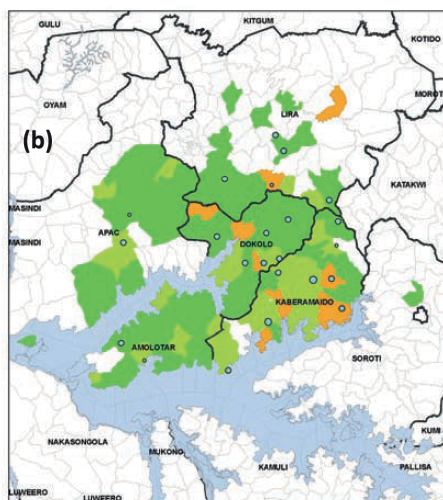 GULU
KITGUM
KOTIDO
OYAM
MOROT
LIRA
(b)
KATAKWI
MASINDI
APAC
MASINDI
DOKOLO
KABERAMAIDO
AMOLOTAR
SOROTI
NAKASONGOLA
KUMI
MUKONO
KAMULI
PALLISA
LUWEERO
LUWEERO